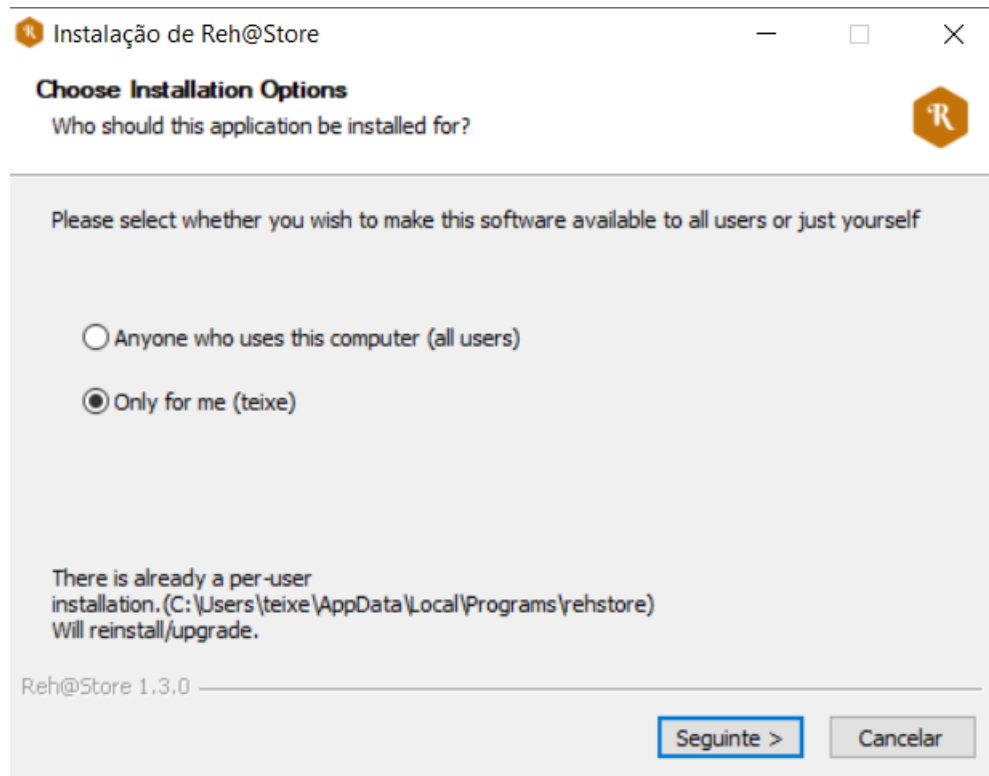 Instalação de Reh@Store
Choose Installation Options
Who should this application be installed for?
R
Please select whether you wish to make this software available to all users or just yourself
Anyone who uses this computer (all users)
Only for me (teixe)
There is already a per-user
installation.(C:\Users\teixe\AppData\Local\Programs\rehstore)
Will reinstall/upgrade.
Reh@Store 1.3.0
Seguinte >
Cancelar